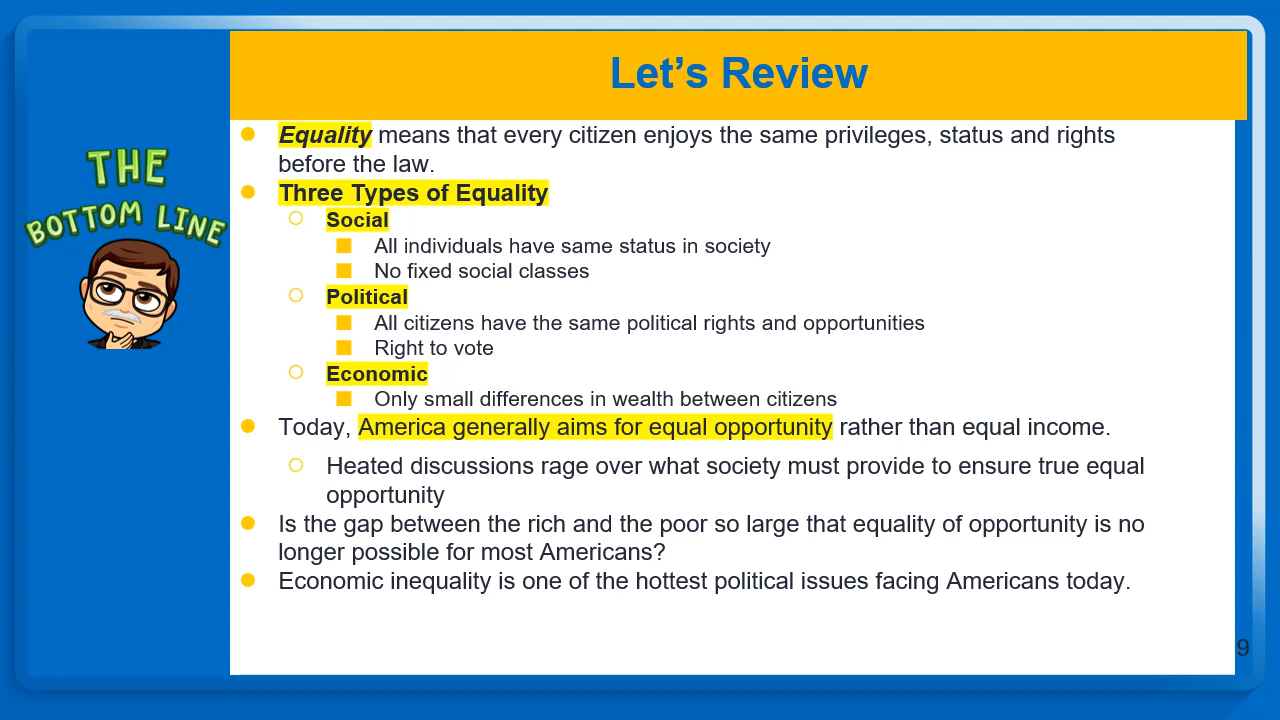 Let's Review
THE
BOTTOM LINE
Equality means that every citizen enjoys the same privileges, status and rights
before the law.
Three Types of Equality
Social
All individuals have same status in society
No fixed social classes
Political
All citizens have the same political rights and opportunities
Right to vote
Economic
Only small differences in wealth between citizens
Today, America generally aims for equal opportunity rather than equal income.
Heated discussions rage over what society must provide to ensure true equal
opportunity
Is the gap between the rich and the poor so large that equality of opportunity is no
longer possible for most Americans?
Economic inequality is one of the hottest political issues facing Americans today.
9